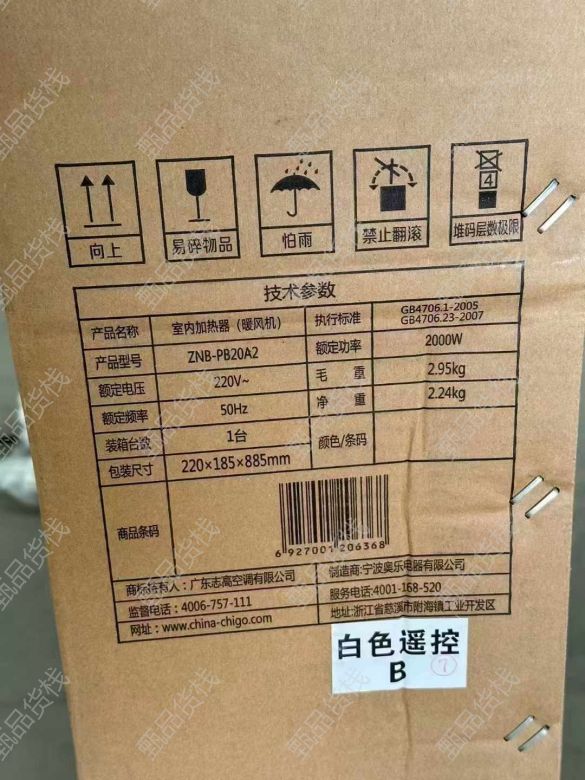 向上 易碎物品 怕雨 禁止翻滚 4 堆码层数极限
技术参数
产品名称 室内加热器（暖风机） 执行标准 GB4706.1-2005
GB4706.23-2007
产品型号 ZNB-PB20A2 额定功率 2000W
额定电压 220V~ 毛 重 2.95kg
额定频率 50Hz 净 重 2.24kg
装箱台数 1台 颜色/条码
包装尺寸 220×185×885mm
商品条码
6 927001 206368
商标持有人：广东志高空调有限公司 制造商:宁波奥乐电器有限公司
监督电话：4006-757-111 服务电话:4001-168-520
网址：www.china-chigo.com 地址:浙江省慈溪市附海镇工业开发区
白色遥控
B 7
甄品货栈